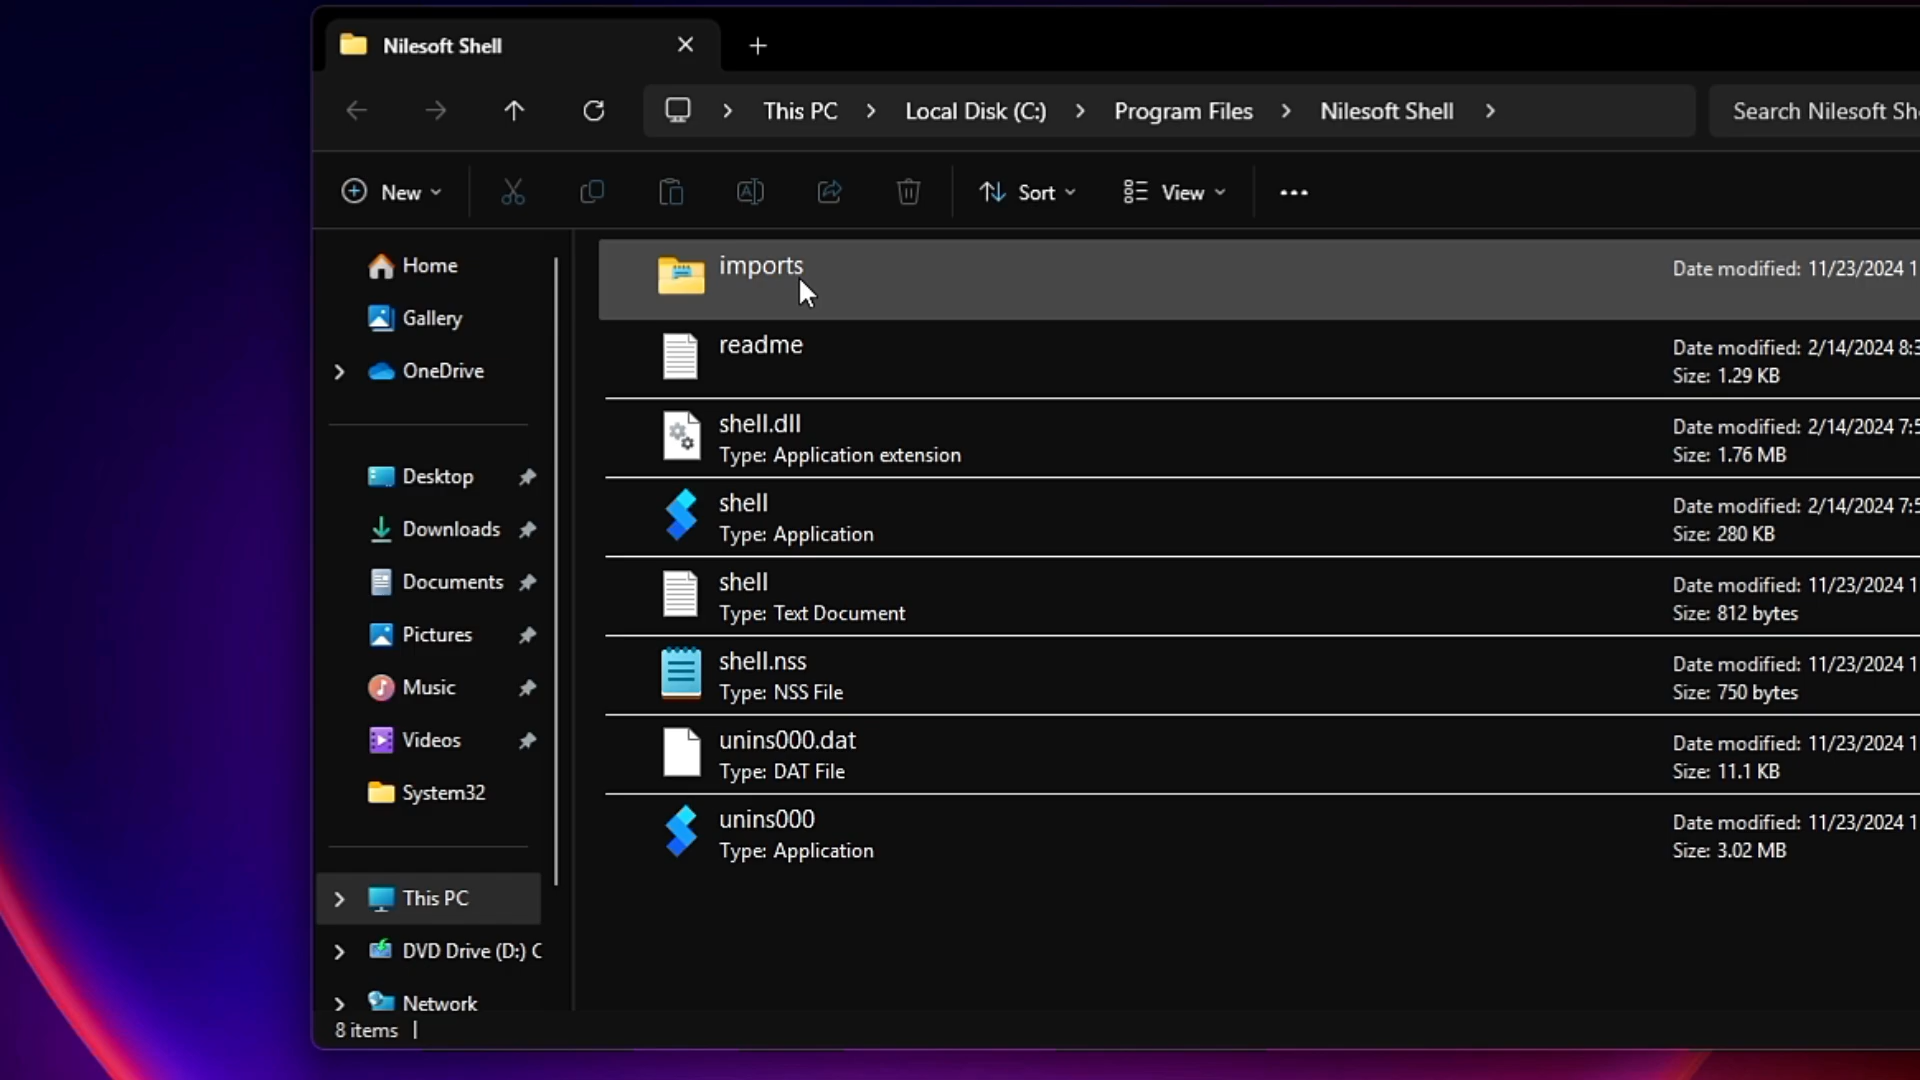 Nilesoft Shell
This PC > Local Disk (C:) > Program Files > Nilesoft Shell >
Search Nilesoft
New
Sort
View
Home
Gallery
OneDrive
Desktop
Downloads
Documents
Pictures
Music
Videos
System32
This PC
DVD Drive (D:) C
Network
imports
Date modified: 11/23/2024 1
readme
Date modified: 2/14/2024 8:
Size: 1.29 KB
shell.dll
Type: Application extension
Date modified: 2/14/2024 7:5
Size: 1.76 MB
shell
Type: Application
Date modified: 2/14/2024 7:5
Size: 280 KB
shell
Type: Text Document
Date modified: 11/23/2024 1
Size: 812 bytes
shell.nss
Type: NSS File
Date modified: 11/23/2024 1
Size: 750 bytes
unins000.dat
Type: DAT File
Date modified: 11/23/2024 1
Size: 11.1 KB
unins000
Type: Application
Date modified: 11/23/2024 1
Size: 3.02 MB
8 items